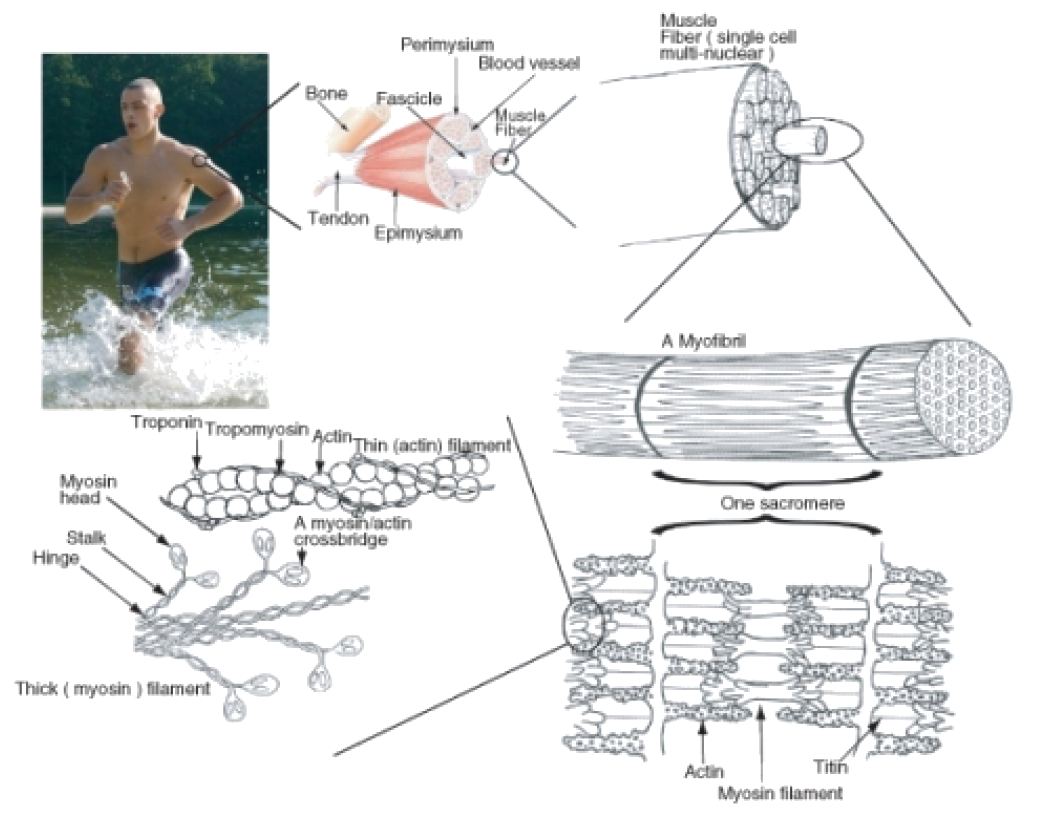 Muscle
Fiber ( single cell
multi-nuclear )
Perimysium
Blood vessel
Bone
Fascicle
Muscle
Fiber
Tendon
Epimysium
A Myofibril
Troponin
Tropomyosin
Actin
Thin (actin) filament
Myosin
head
One sacromere
A myosin/actin
crossbridge
Stalk
Hinge
Thick ( myosin ) filament
Actin
Titin
Myosin filament